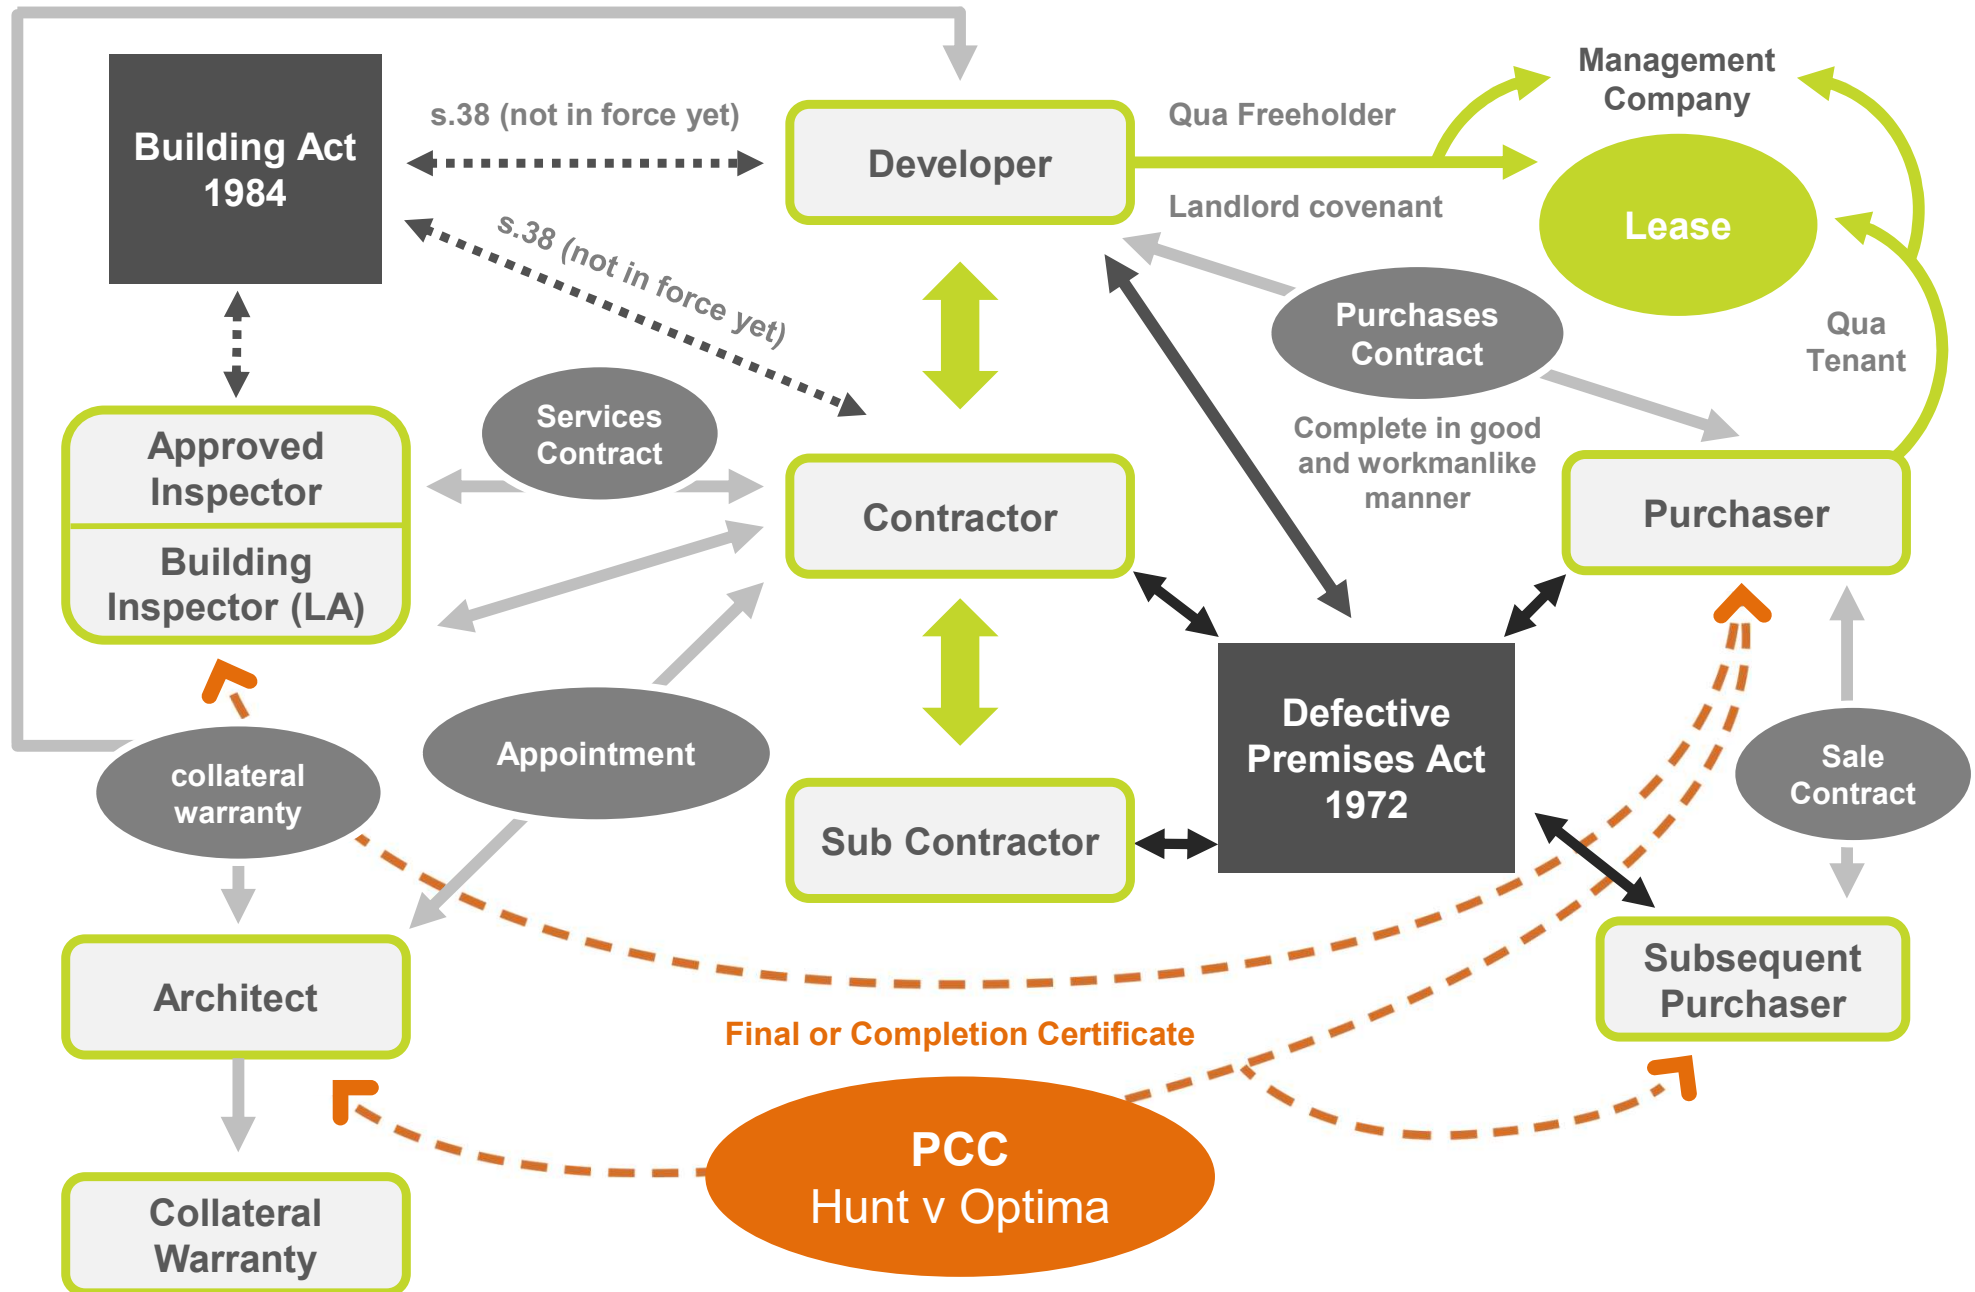 Management
Company
Building Act
1984
s.38 (not in force yet)
Developer
Qua Freeholder
Landlord covenant
Lease
s.38 (not in force yet)
Purchases
Contract
Qua
Tenant
Services
Contract
Approved
Inspector
Building
Inspector (LA)
Contractor
Complete in good
and workmanlike
manner
Purchaser
Defective
Premises Act
1972
Appointment
collateral
warranty
Sale
Contract
Sub Contractor
Architect
Subsequent
Purchaser
Final or Completion Certificate
PCC
Hunt v Optima
Collateral
Warranty